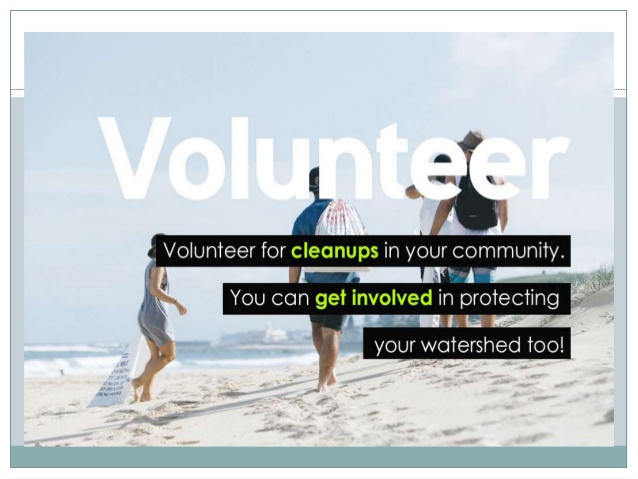 Volunteer
Volunteer for cleanups in your community.
You can get involved in protecting
your watershed too!